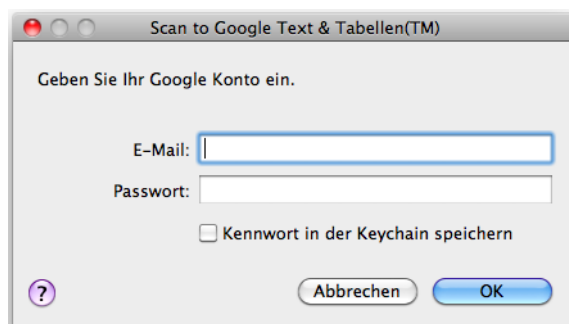 Scan to Google Text & Tabellen(TM)
Geben Sie Ihr Google Konto ein.
E-Mail:
Passwort:
Kennwort in der Keychain speichern
?
Abbrechen
OK